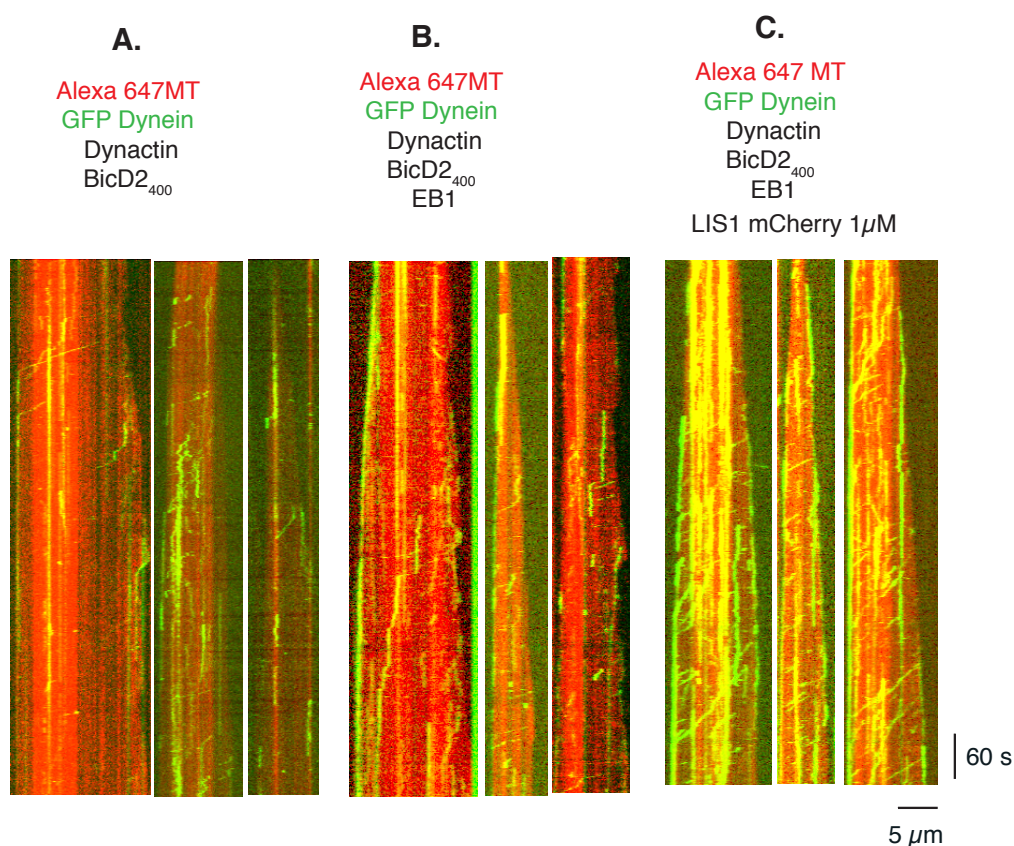 A.
Alexa 647MT
GFP Dynein
Dynactin
BicD2₄₀₀
B.
Alexa 647MT
GFP Dynein
Dynactin
BicD2₄₀₀
EB1
C.
Alexa 647 MT
GFP Dynein
Dynactin
BicD2₄₀₀
EB1
LIS1 mCherry 1µM
60 s
5 µm